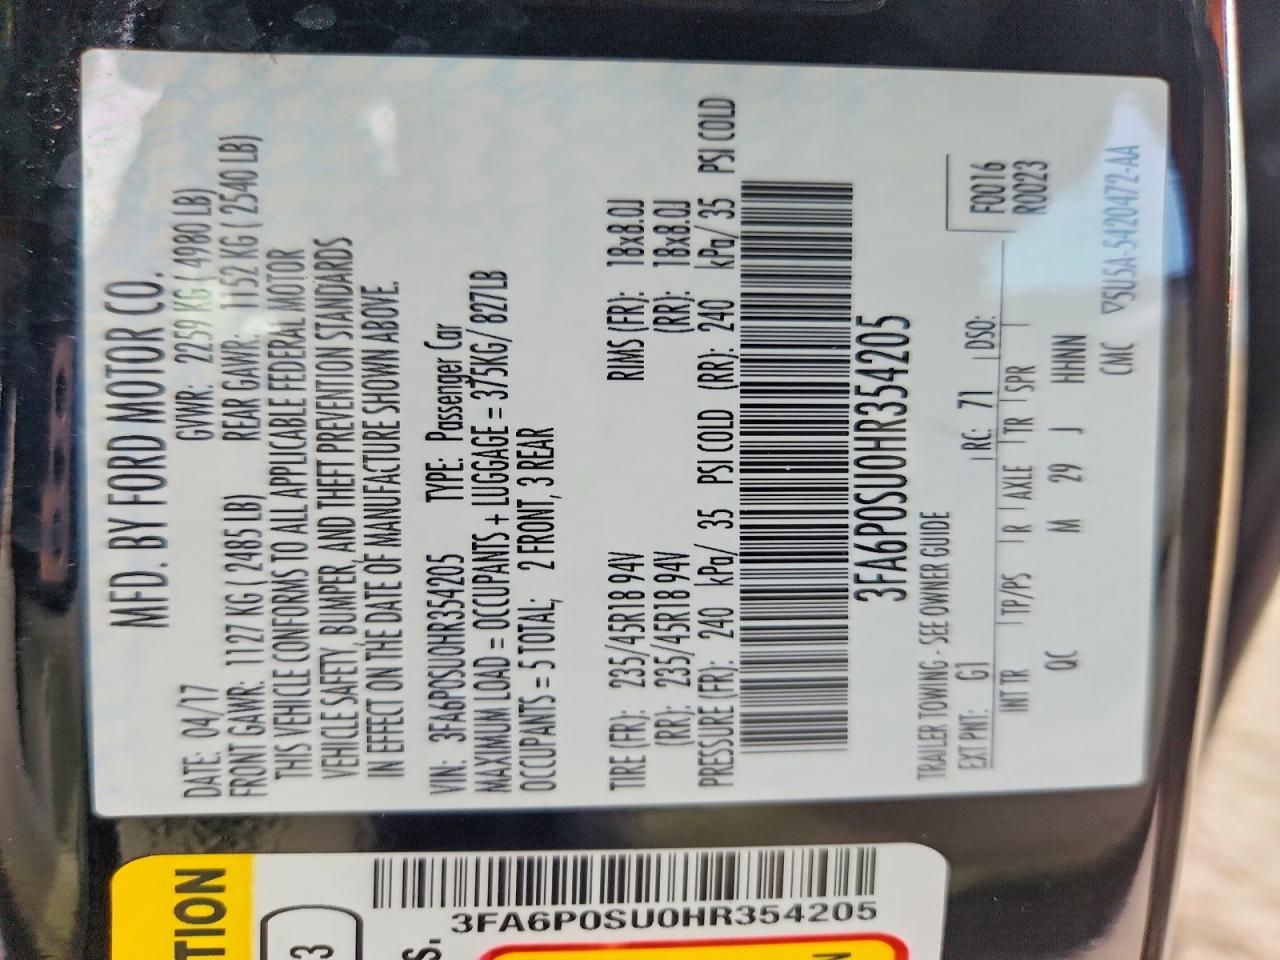 MFD. BY FORD MOTOR CO.
DATE: 04/17 GVWR: 2259 KG ( 4980 LB)
FRONT GAWR: 1127 KG ( 2485 LB) REAR GAWR: 1152 KG ( 2540 LB)
THIS VEHICLE CONFORMS TO ALL APPLICABLE FEDERAL MOTOR
VEHICLE SAFETY, BUMPER, AND THEFT PREVENTION STANDARDS
IN EFFECT ON THE DATE OF MANUFACTURE SHOWN ABOVE.
VIN: 3FA6P0SU0HR354205 TYPE: Passenger Car
MAXIMUM LOAD = OCCUPANTS + LUGGAGE = 375KG/ 827LB
OCCUPANTS = 5 TOTAL; 2 FRONT, 3 REAR
TIRE (FR): 235/45R18 94V RIMS (FR): 18x8.0J
(RR): 235/45R18 94V (RR): 18x8.0J
PRESSURE (FR): 240 kPa/ 35 PSI COLD (RR): 240 kPa/ 35 PSI COLD
3FA6P0SU0HR354205
TRAILER TOWING - SEE OWNER GUIDE
EXT PNT: G1 RC: 71 DSO: F0016
INT TR TP/PS R AXLE TR SPR R0023
QC M 29 J HHNN
CMC ▽5U5A-5420472-AA
TION
3
S.
3FA6P0SU0HR354205
N